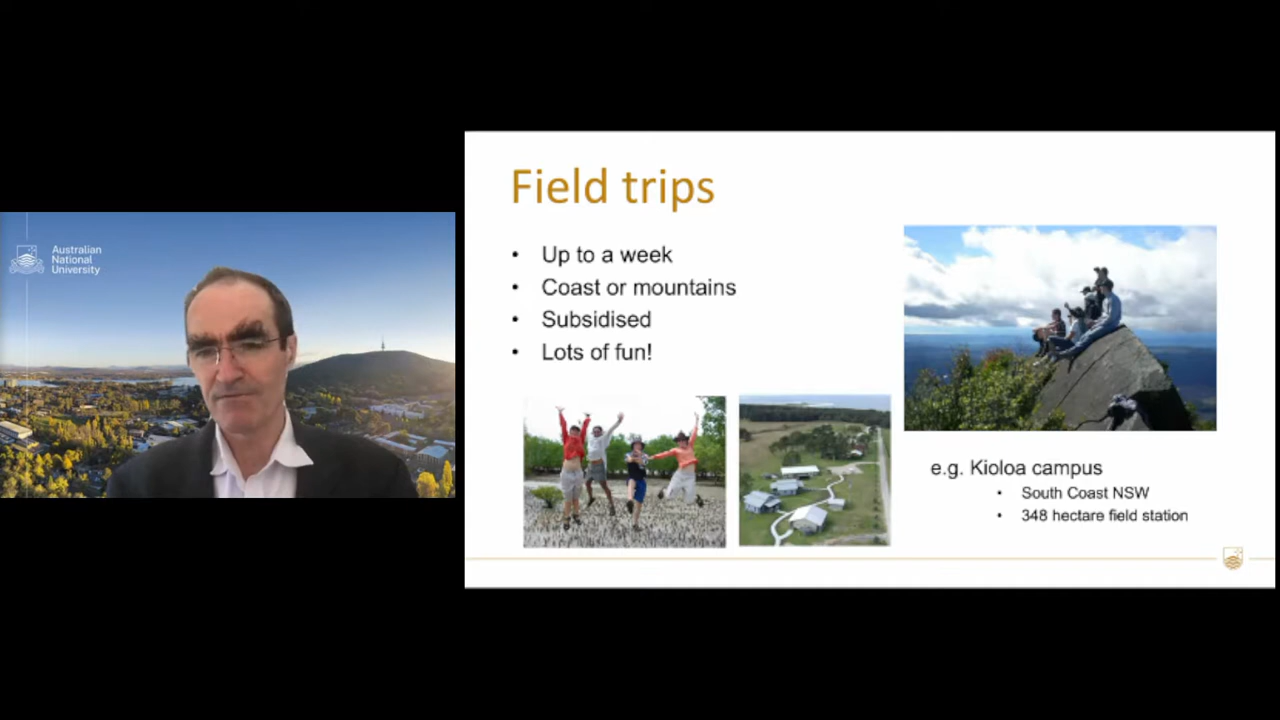 Australian
National
University
Field trips
• Up to a week
• Coast or mountains
• Subsidised
• Lots of fun!
e.g. Kioloa campus
• South Coast NSW
• 348 hectare field station